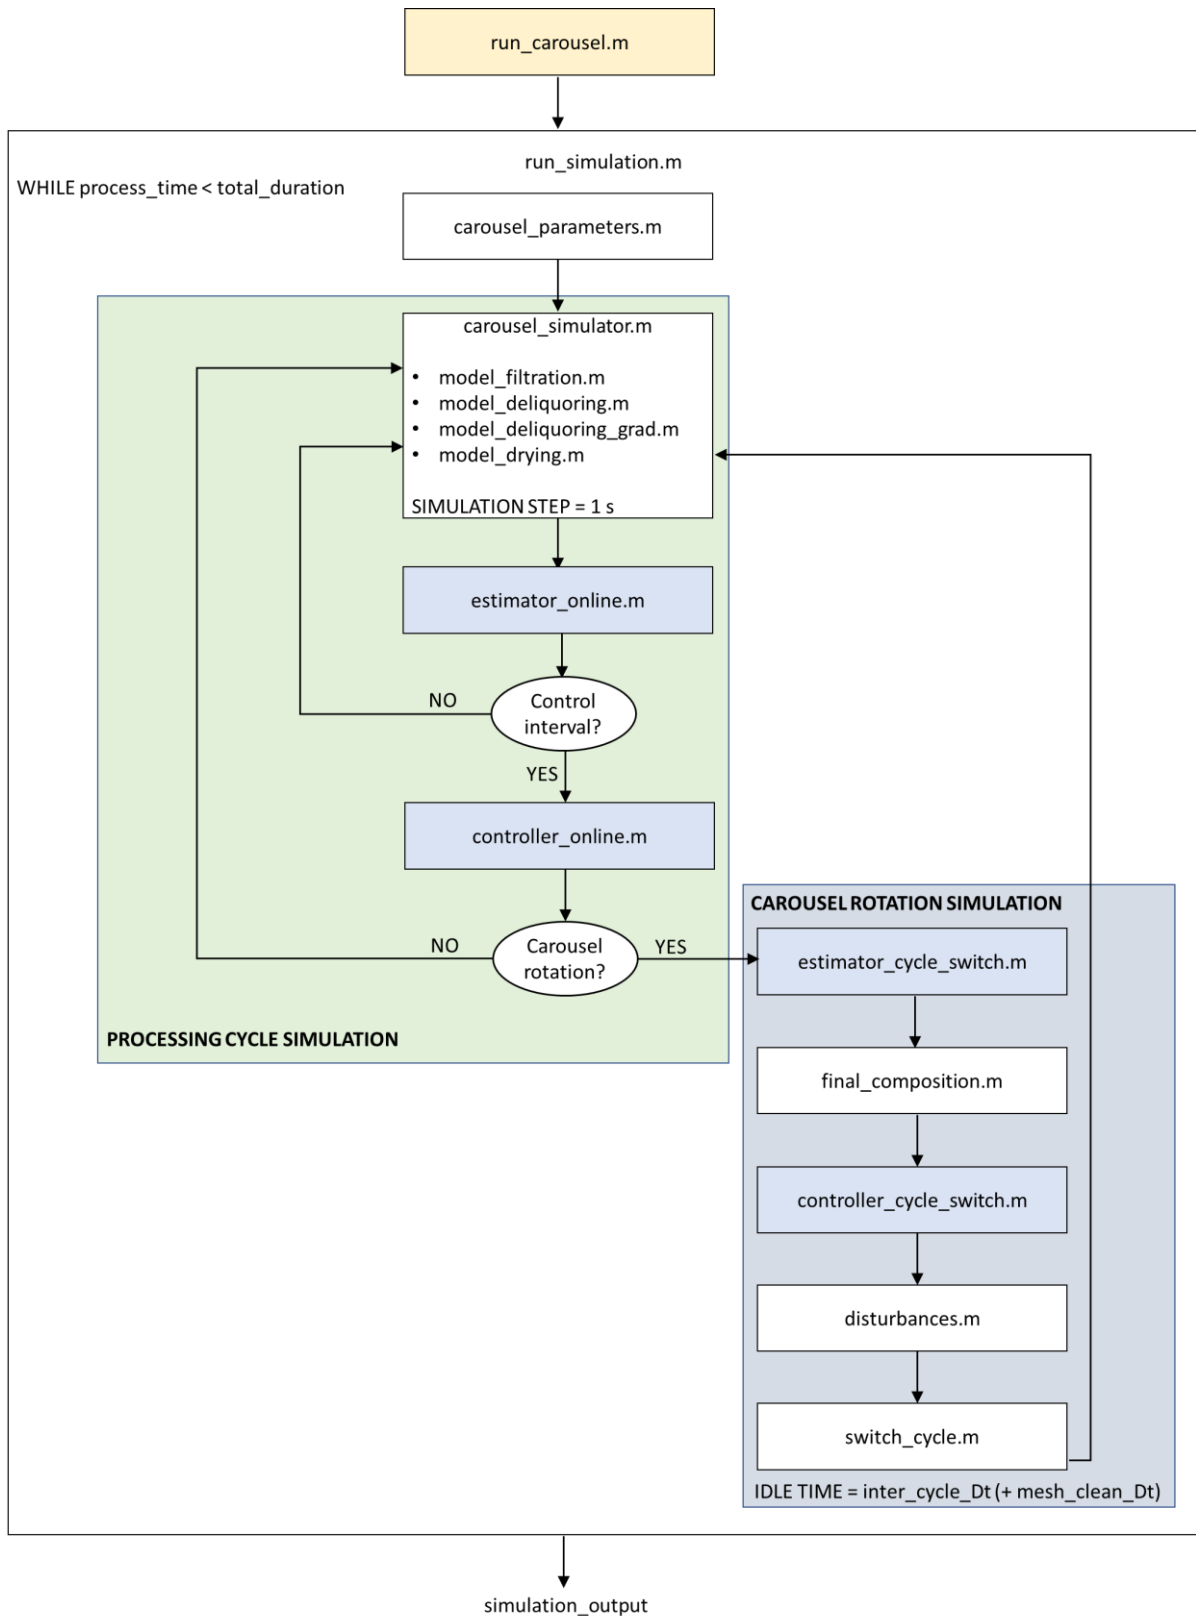 run_carousel.m
run_simulation.m
WHILE process_time < total_duration
carousel_parameters.m
carousel_simulator.m
• model_filtration.m
• model_deliquoring.m
• model_deliquoring_grad.m
• model_drying.m
SIMULATION STEP = 1 s
estimator_online.m
NO
Control
interval?
YES
controller_online.m
NO
Carousel
rotation?
YES
PROCESSING CYCLE SIMULATION
CAROUSEL ROTATION SIMULATION
estimator_cycle_switch.m
final_composition.m
controller_cycle_switch.m
disturbances.m
switch_cycle.m
IDLE TIME = inter_cycle_Dt (+ mesh_clean_Dt)
simulation_output